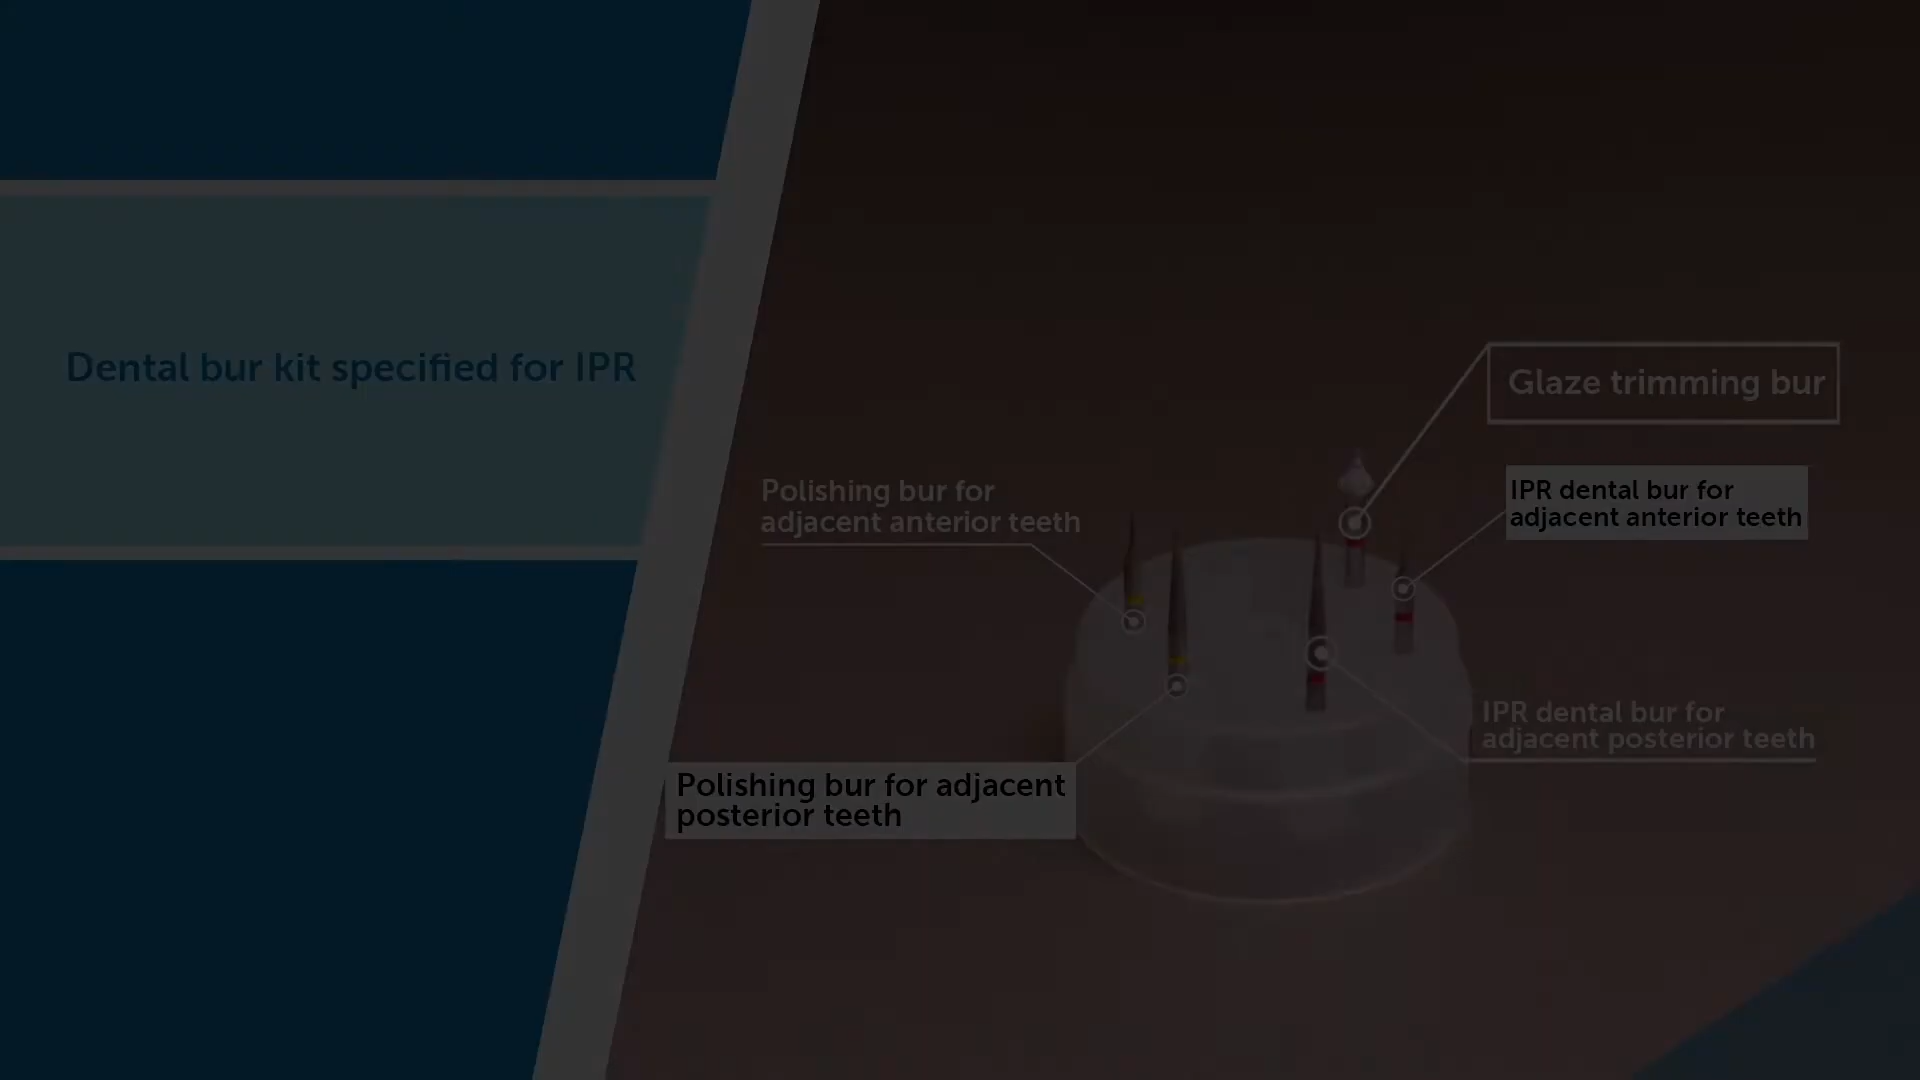 Dental bur kit specified for IPR
Glaze trimming bur
Polishing bur for
adjacent anterior teeth
IPR dental bur for
adjacent anterior teeth
IPR dental bur for
adjacent posterior teeth
Polishing bur for adjacent
posterior teeth